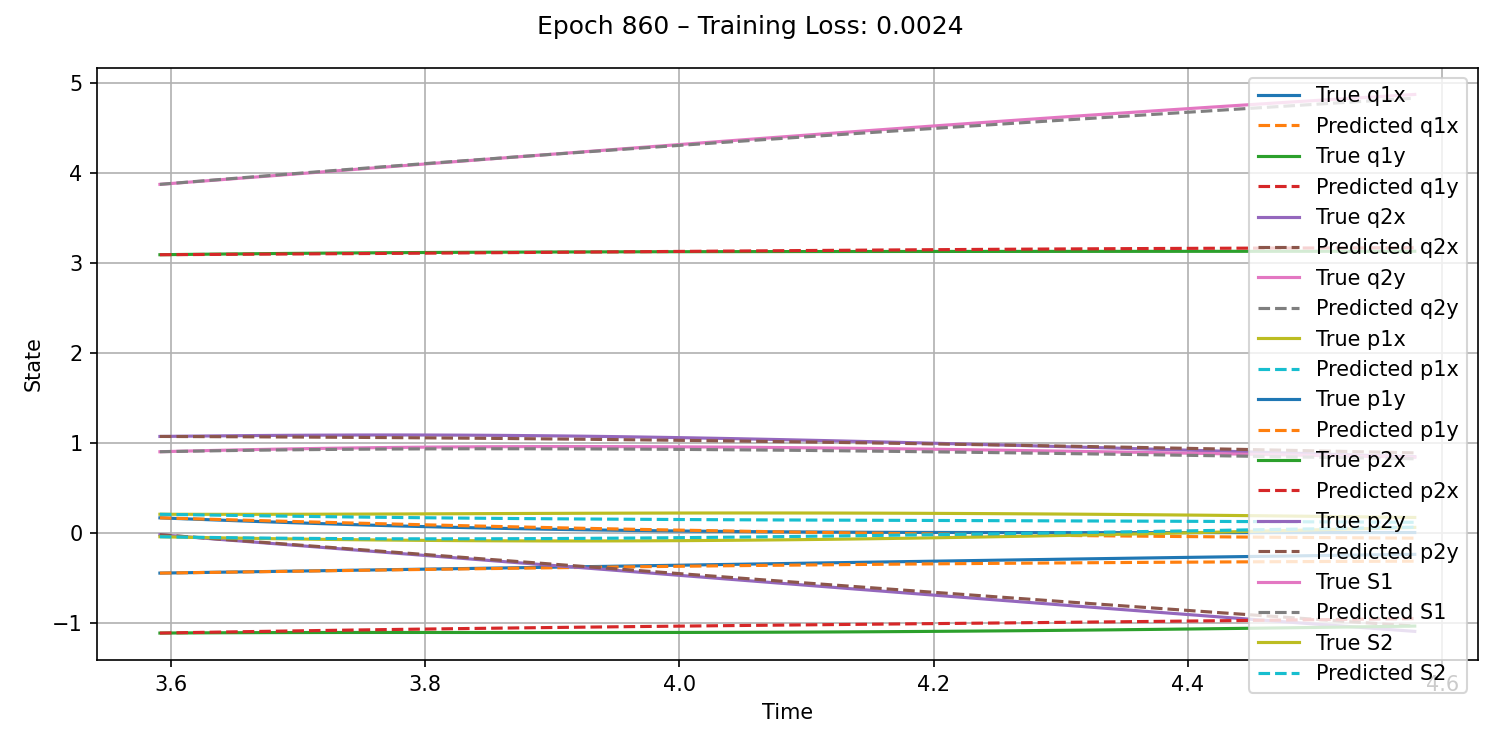 Epoch 860 – Training Loss: 0.0024
5
4
3
2
1
0
−1
State
True q1x
Predicted q1x
True q1y
Predicted q1y
True q2x
Predicted q2x
True q2y
Predicted q2y
True p1x
Predicted p1x
True p1y
Predicted p1y
True p2x
Predicted p2x
True p2y
Predicted p2y
True S1
Predicted S1
True S2
Predicted S2
3.6 3.8 4.0 4.2 4.4 4.6
Time